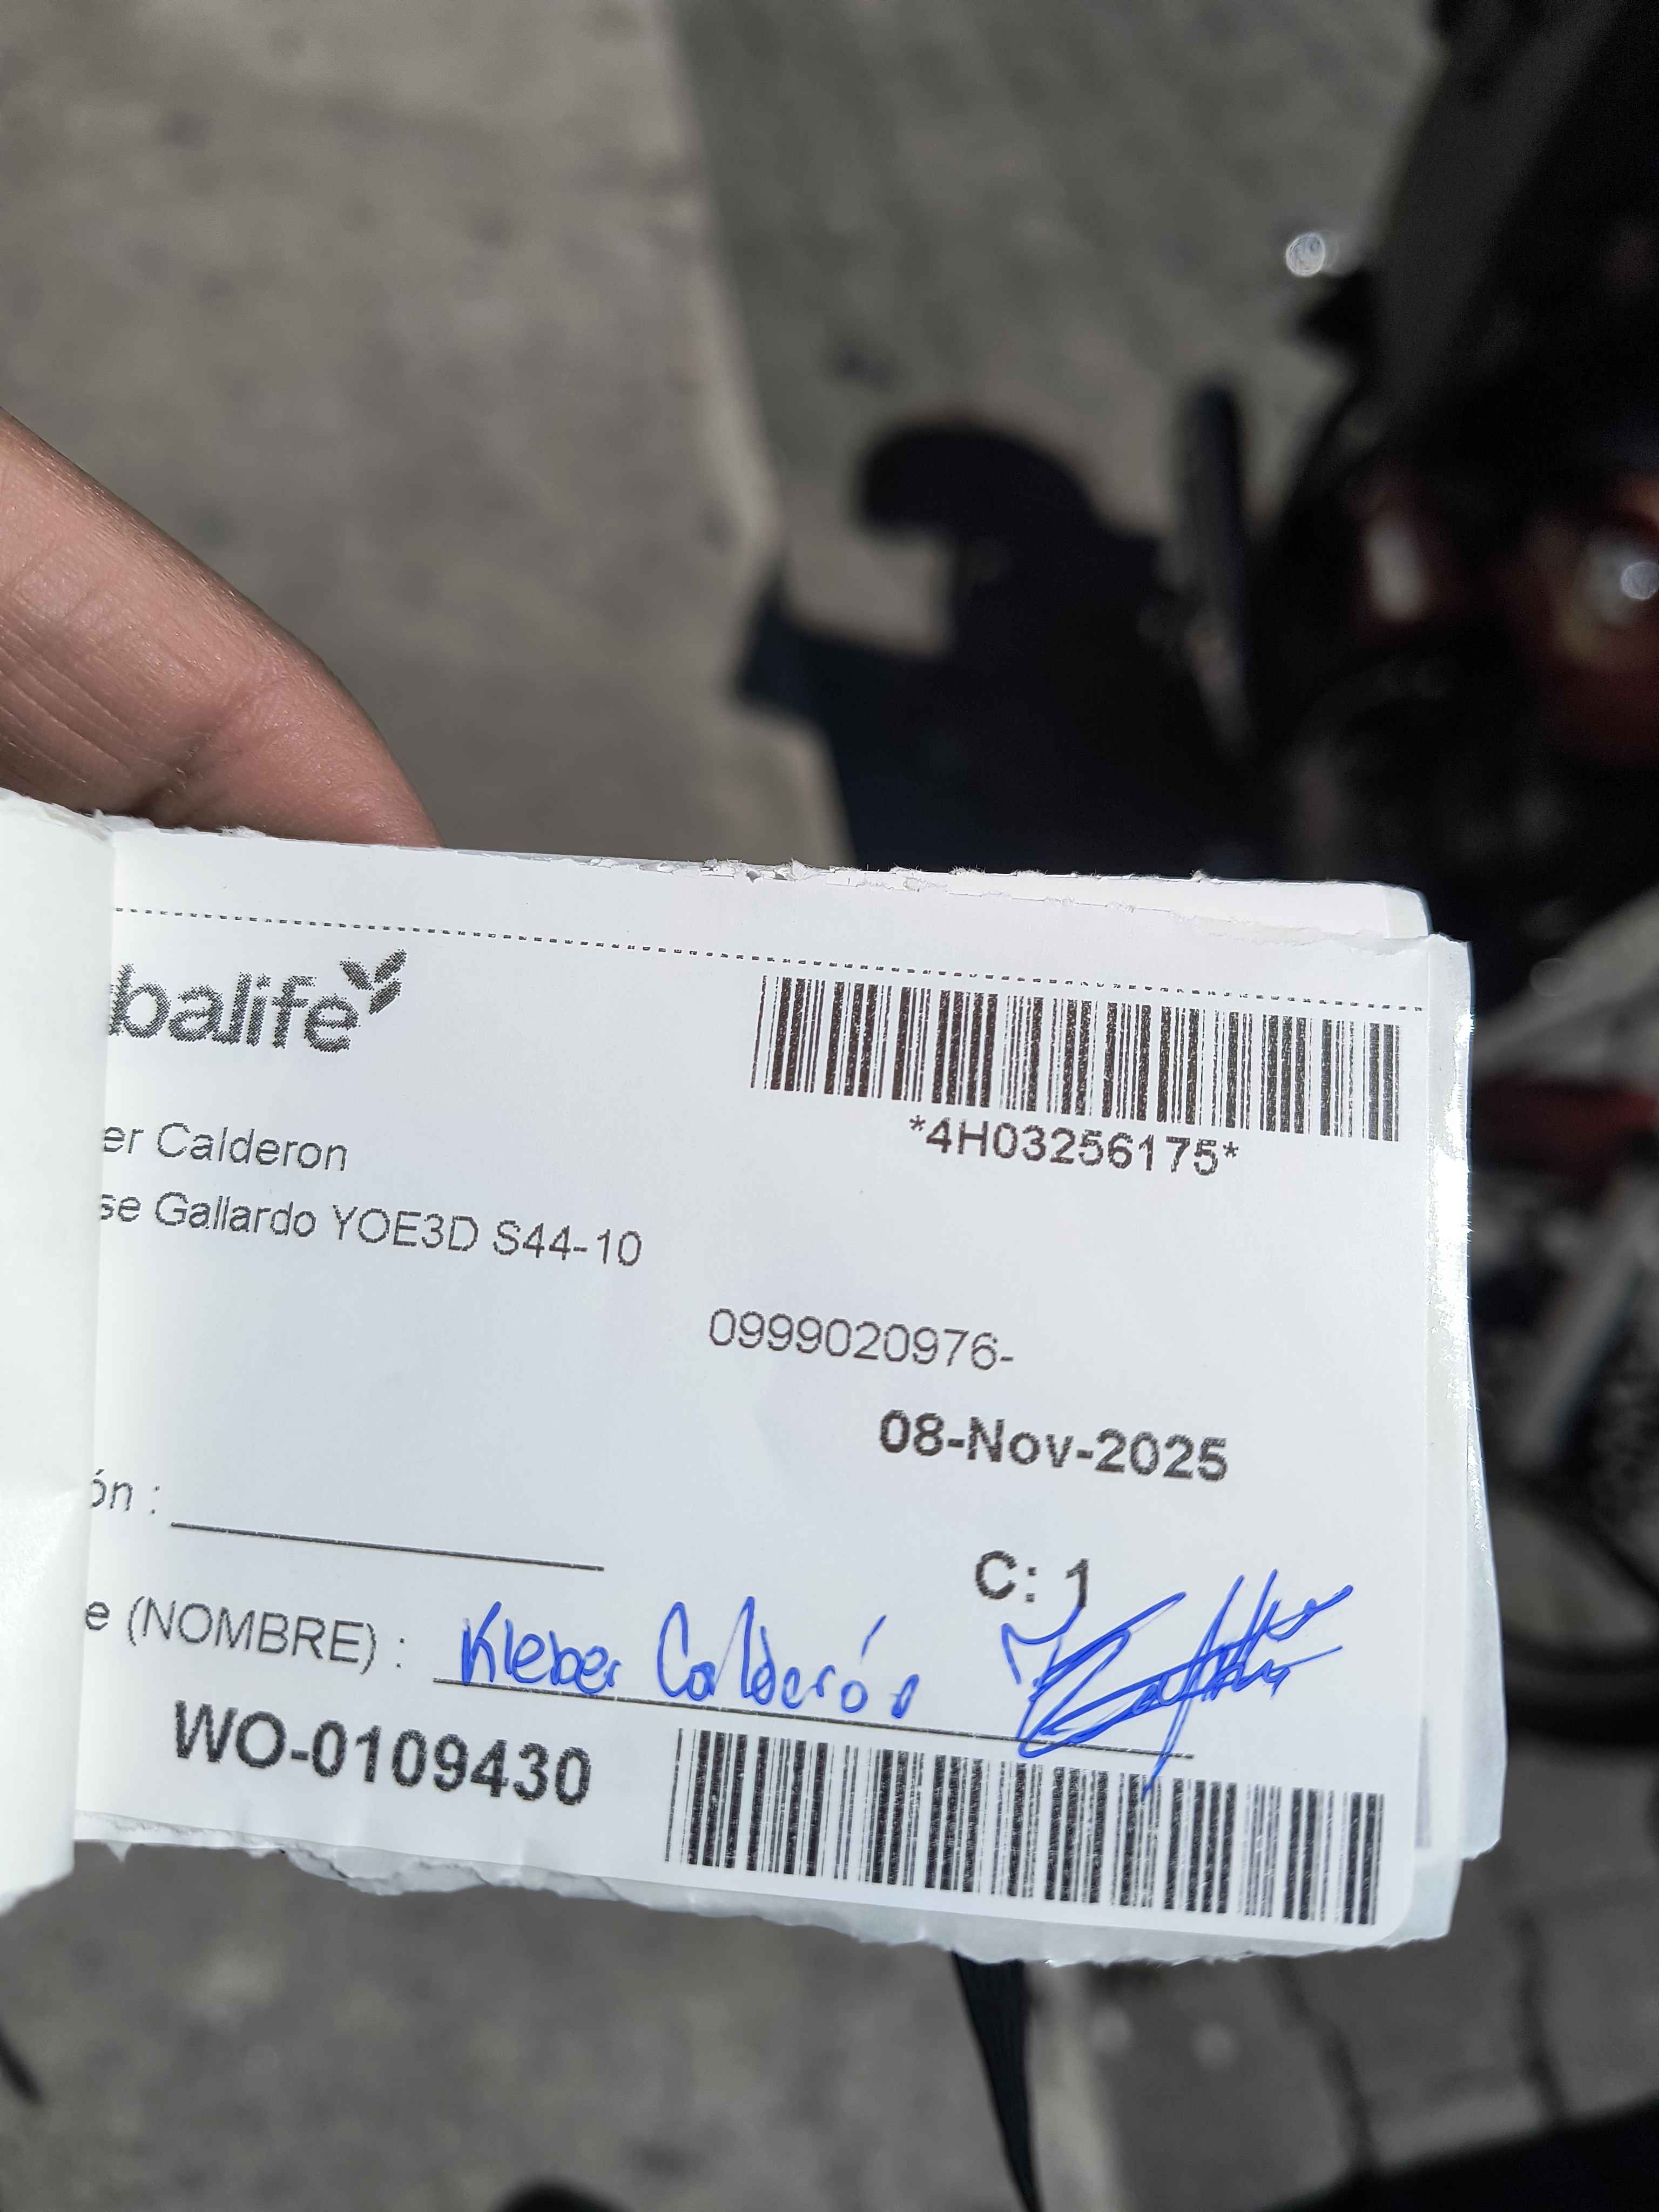 balife
er Calderon
*4H03256175*
se Gallardo YOE3D S44-10
0999020976-
08-Nov-2025
ón :
C: 1
e (NOMBRE) : Kleber Calderón
WO-0109430